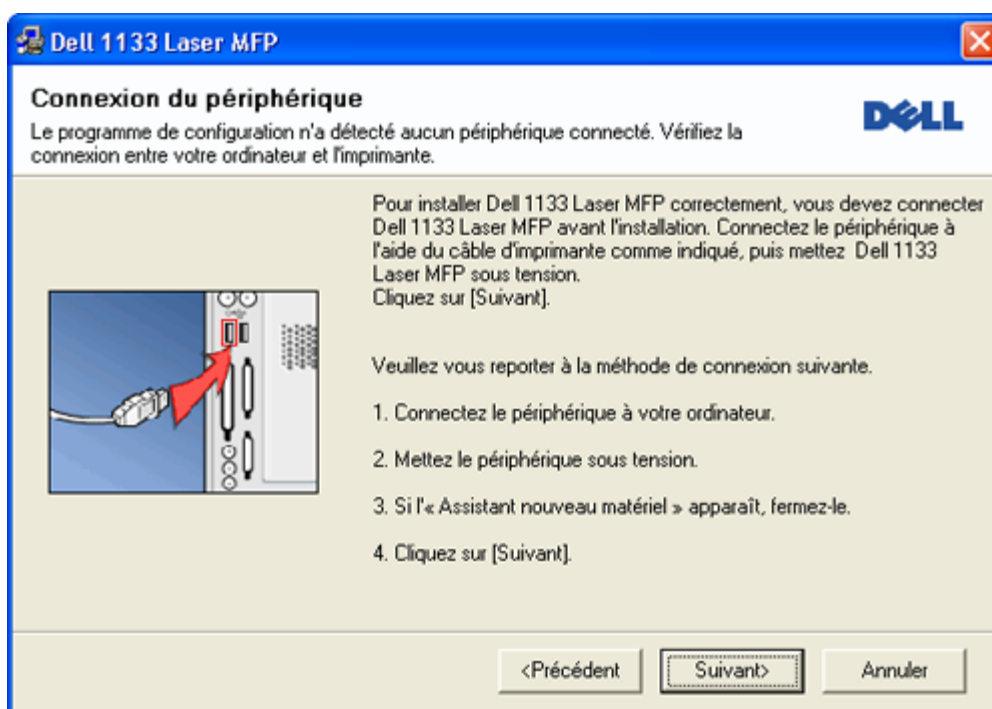 Dell 1133 Laser MFP
Connexion du périphérique
Le programme de configuration n'a détecté aucun périphérique connecté. Vérifiez la
connexion entre votre ordinateur et l'imprimante.
DELL
Pour installer Dell 1133 Laser MFP correctement, vous devez connecter
Dell 1133 Laser MFP avant l'installation. Connectez le périphérique à
l'aide du câble d'imprimante comme indiqué, puis mettez  Dell 1133
Laser MFP sous tension.
Cliquez sur [Suivant].
Veuillez vous reporter à la méthode de connexion suivante.
1. Connectez le périphérique à votre ordinateur.
2. Mettez le périphérique sous tension.
3. Si l'« Assistant nouveau matériel » apparaît, fermez-le.
4. Cliquez sur [Suivant].
<Précédent
Suivant>
Annuler